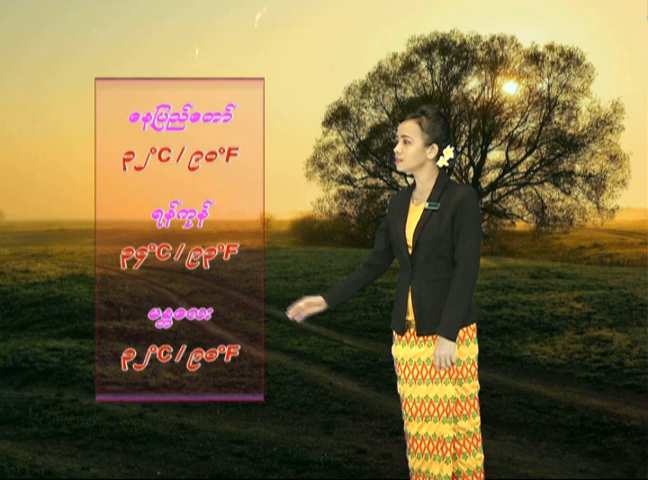 နေပြည်တော်
၃၂°C / ၉၀°F
ရန်ကုန်
၃၄°C / ၉၃°F
မန္တလေး
၃၂°C / ၉၀°F